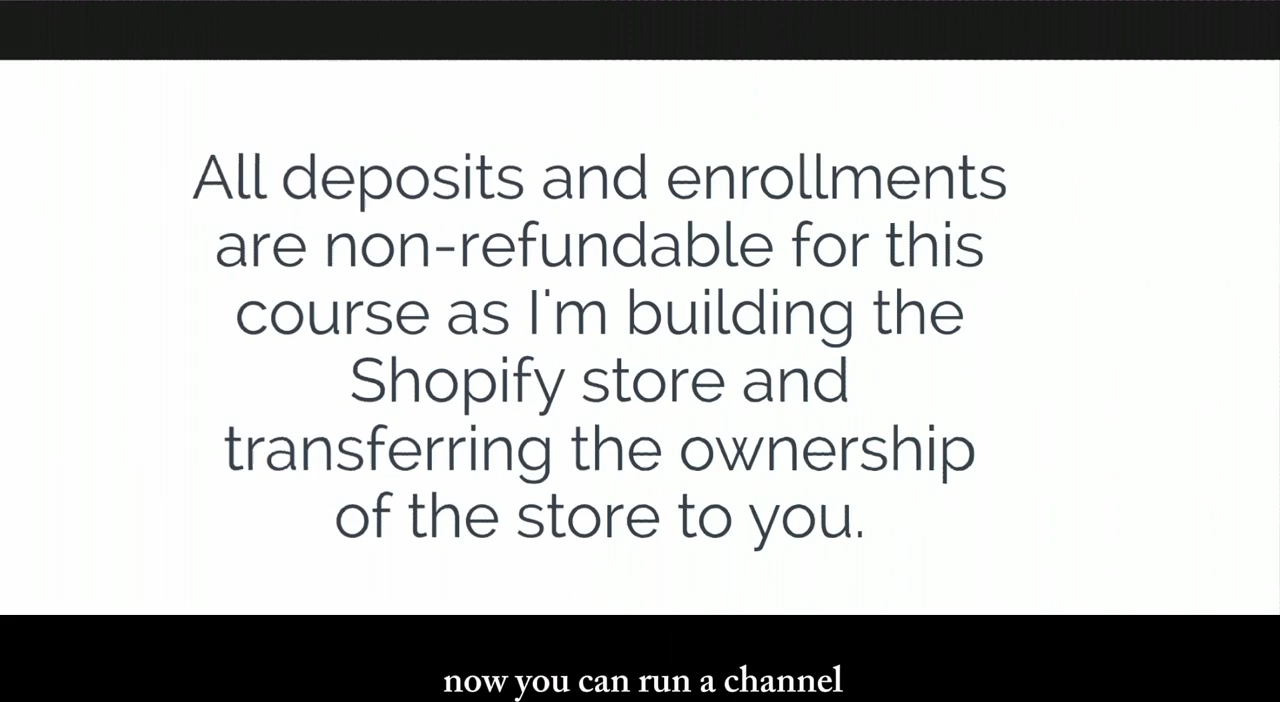 All deposits and enrollments
are non-refundable for this
course as I'm building the
Shopify store and
transferring the ownership
of the store to you.
now you can run a channel